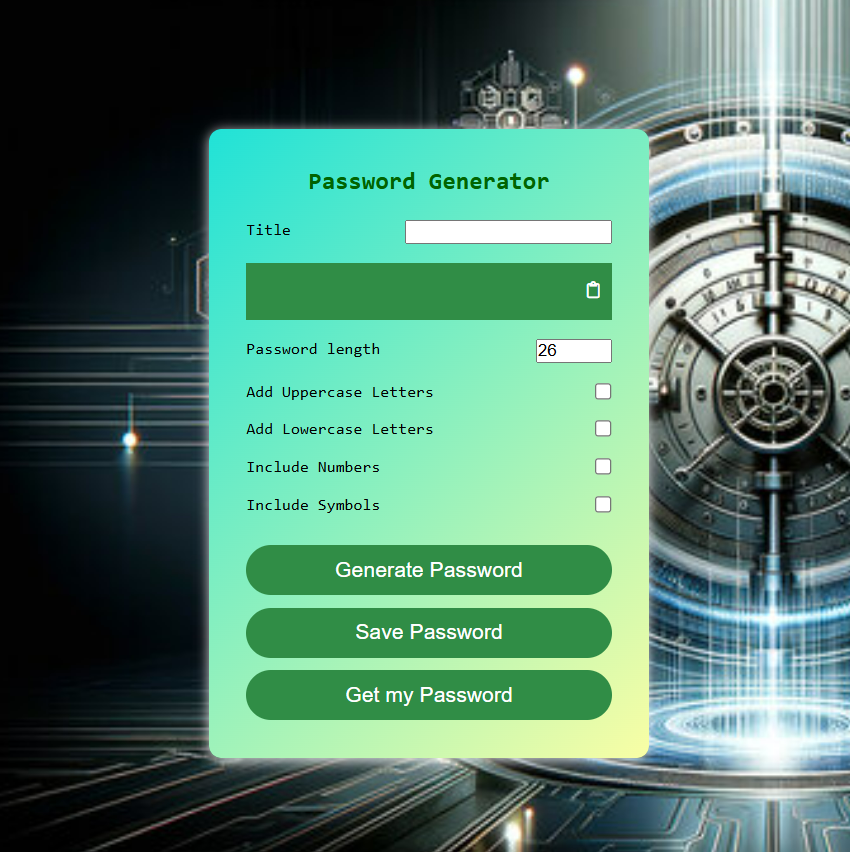 Password Generator
Title
Password length
26
Add Uppercase Letters
Add Lowercase Letters
Include Numbers
Include Symbols
Generate Password
Save Password
Get my Password